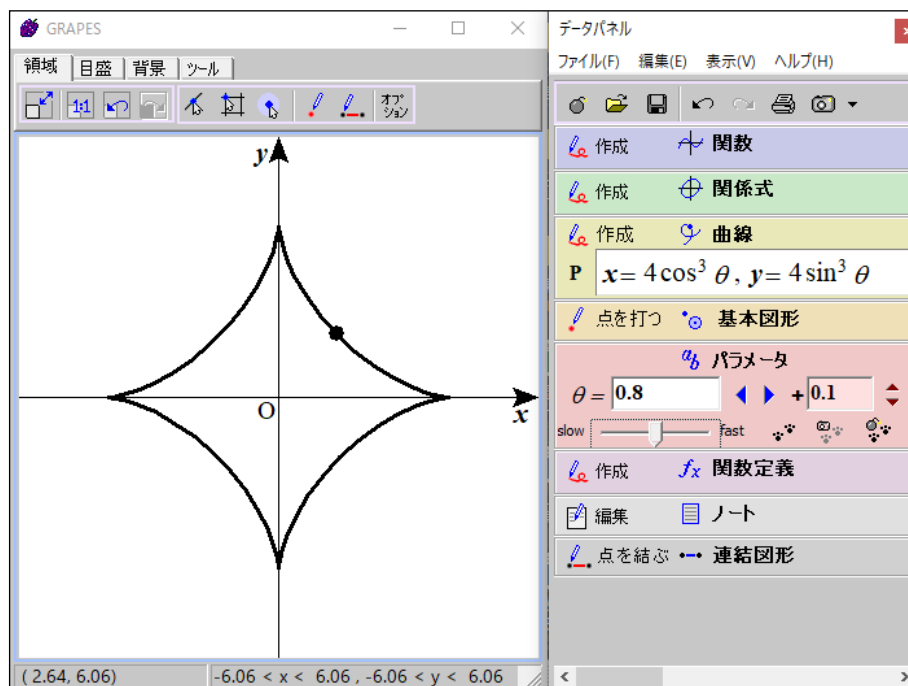 GRAPES
領域 目盛 背景 ツール
1:1 オプション
y
O
x
(2.64, 6.06) -6.06 < x < 6.06 , -6.06 < y < 6.06
データパネル
ファイル(F) 編集(E) 表示(V) ヘルプ(H)
作成 関数
作成 関係式
作成 曲線
P x= 4cos³ θ, y= 4sin³ θ
点を打つ 基本図形
ab パラメータ
θ = 0.8 +0.1
slow fast
作成 fx 関数定義
編集 ノート
点を結ぶ 連結図形